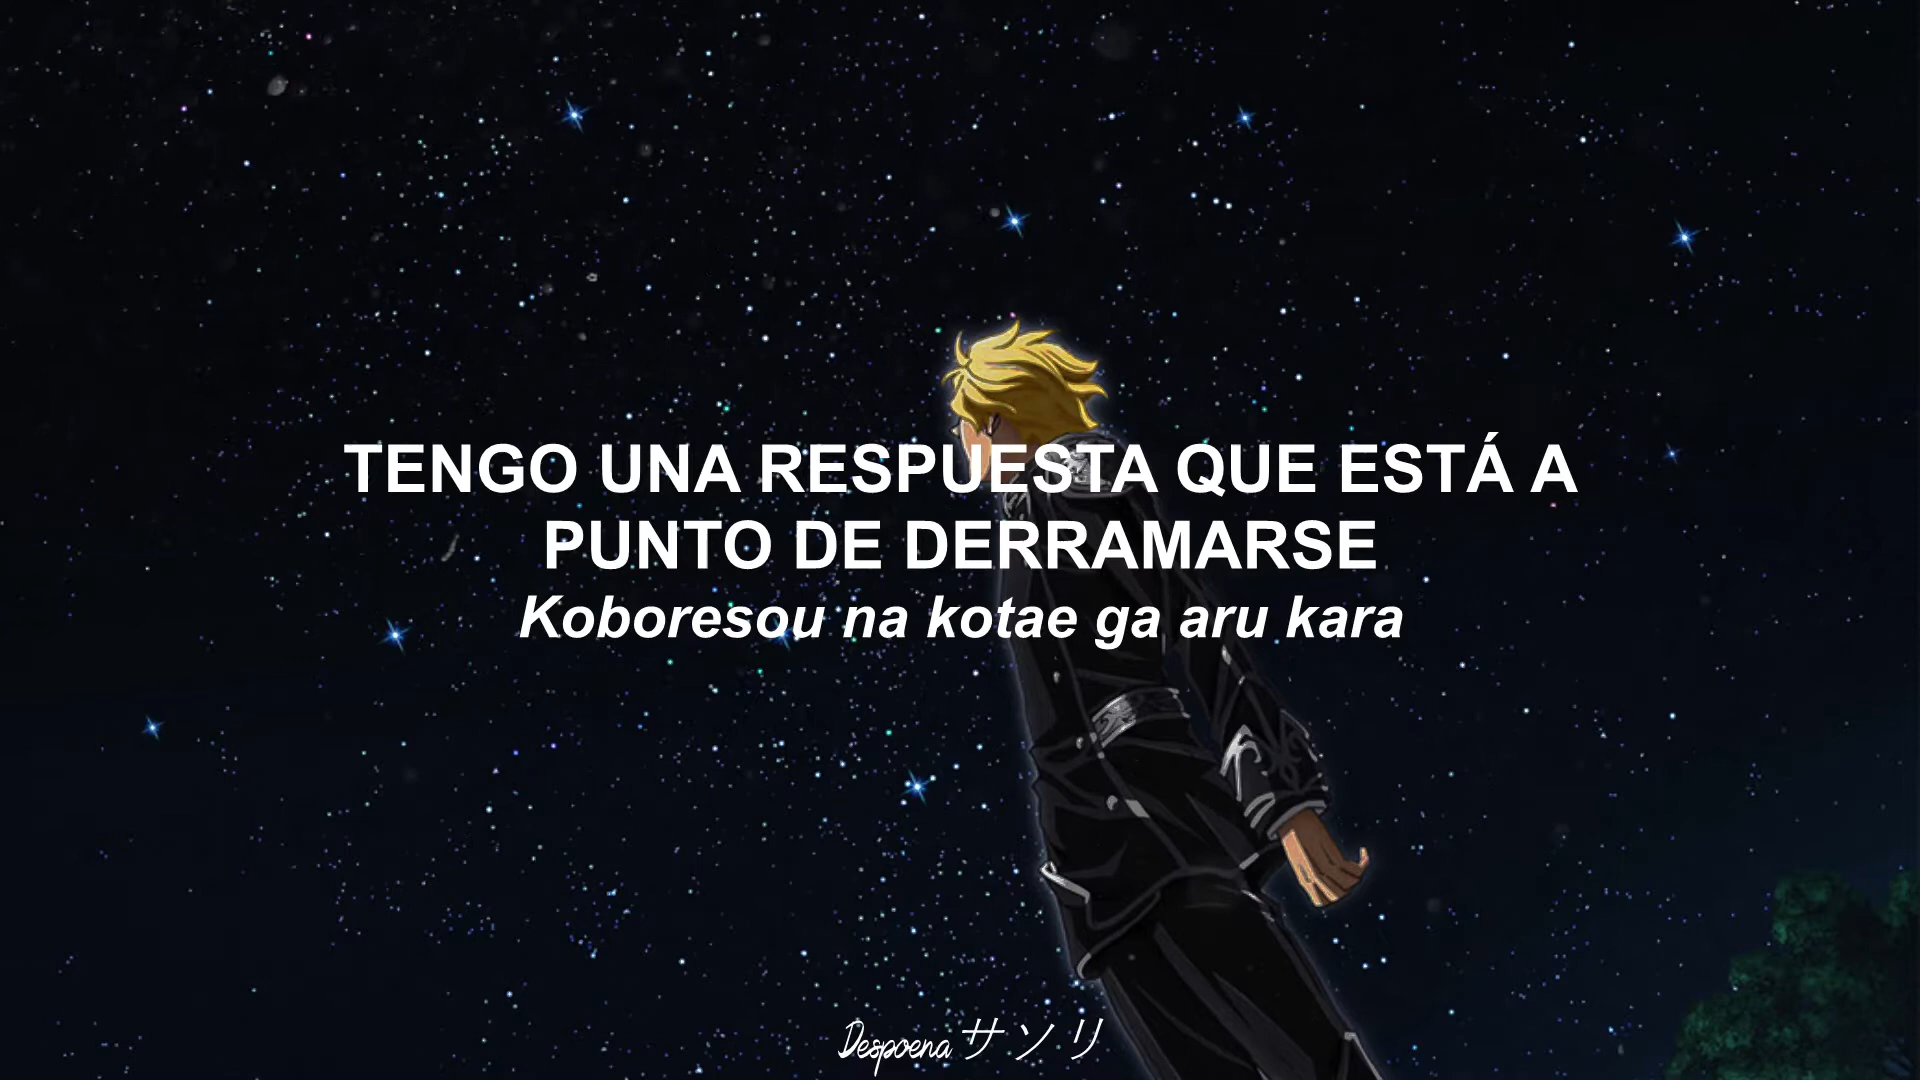 TENGO UNA RESPUESTA QUE ESTÁ A
PUNTO DE DERRAMARSE
Koboresou na kotae ga aru kara
Despoena サソリ